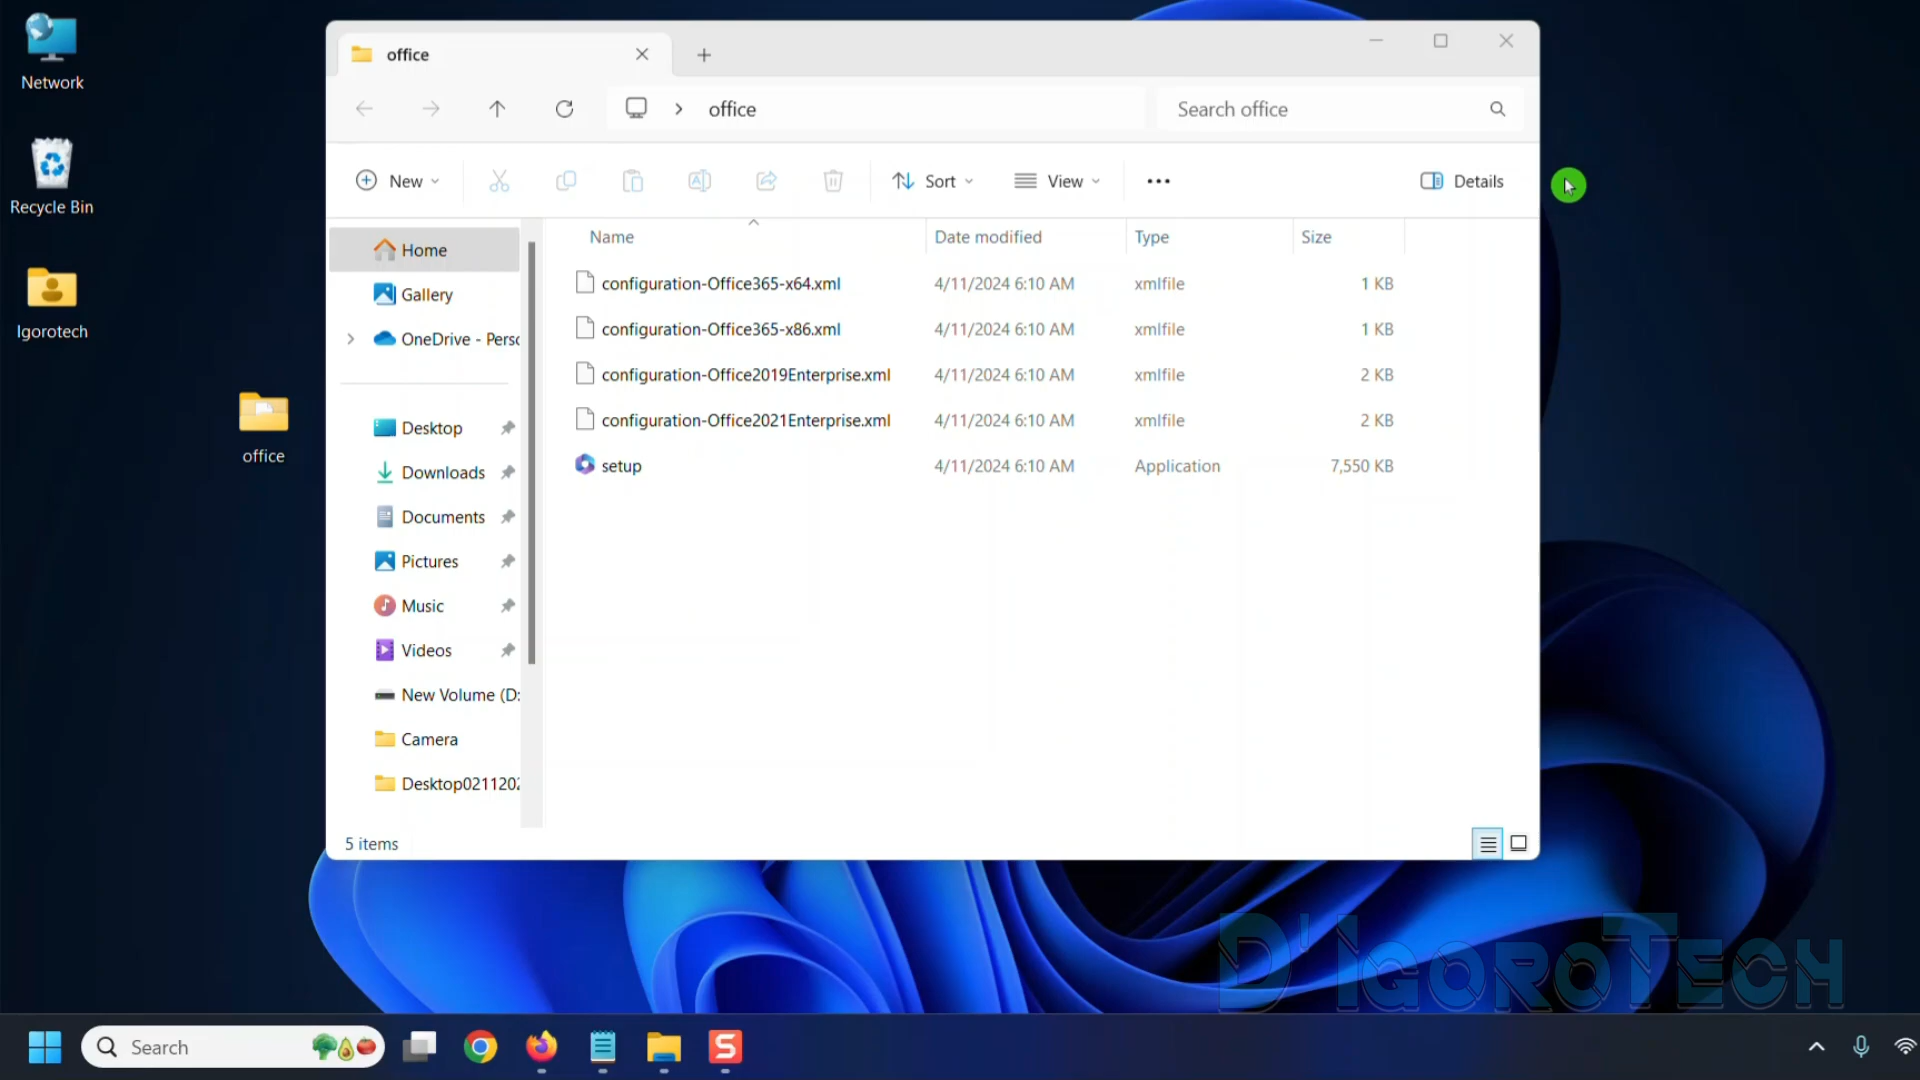 Network
Recycle Bin
Igorotech
office
office
office
Search office
New
Sort
View
Details
Home
Gallery
OneDrive - Perso
Desktop
Downloads
Documents
Pictures
Music
Videos
New Volume (D:
Camera
Desktop0211202
Name Date modified Type Size
configuration-Office365-x64.xml 4/11/2024 6:10 AM xmlfile 1 KB
configuration-Office365-x86.xml 4/11/2024 6:10 AM xmlfile 1 KB
configuration-Office2019Enterprise.xml 4/11/2024 6:10 AM xmlfile 2 KB
configuration-Office2021Enterprise.xml 4/11/2024 6:10 AM xmlfile 2 KB
setup 4/11/2024 6:10 AM Application 7,550 KB
5 items
D'IGOROTECH
Search